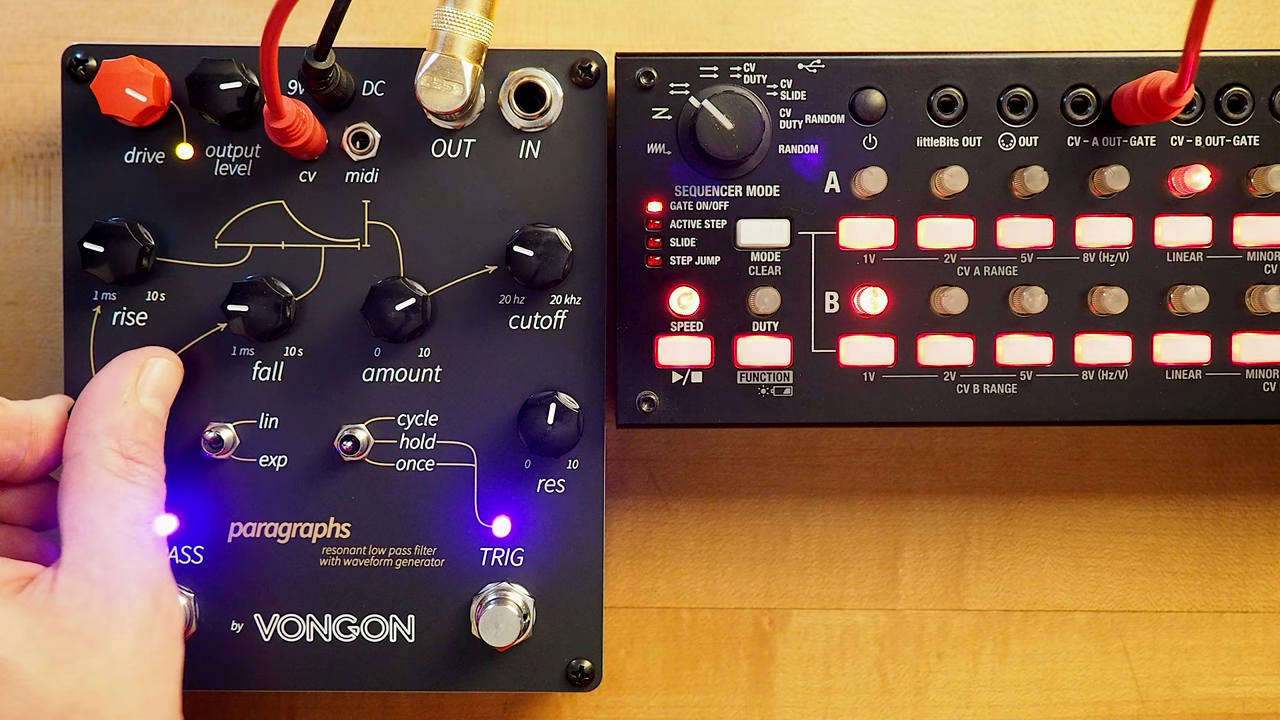 9V DC
drive
output
level
cv
midi
OUT
IN
1 ms 10 s
rise
1 ms 10 s
fall
0 10
amount
20 hz 20 khz
cutoff
lin
exp
cycle
hold
once
0 10
res
paragraphs
resonant low pass filter
with waveform generator
ASS
TRIG
by VONGON
CV
DUTY
CV
SLIDE
CV
DUTY RANDOM
RANDOM
SEQUENCER MODE
GATE ON/OFF
ACTIVE STEP
SLIDE
STEP JUMP
MODE
CLEAR
SPEED
DUTY
FUNCTION
littleBits OUT
OUT
CV - A OUT - GATE
CV - B OUT - GATE
A
1V 2V 5V 8V (Hz/V) LINEAR MINOR
CV A RANGE
CV
B
1V 2V 5V 8V (Hz/V) LINEAR MINOR
CV B RANGE
CV